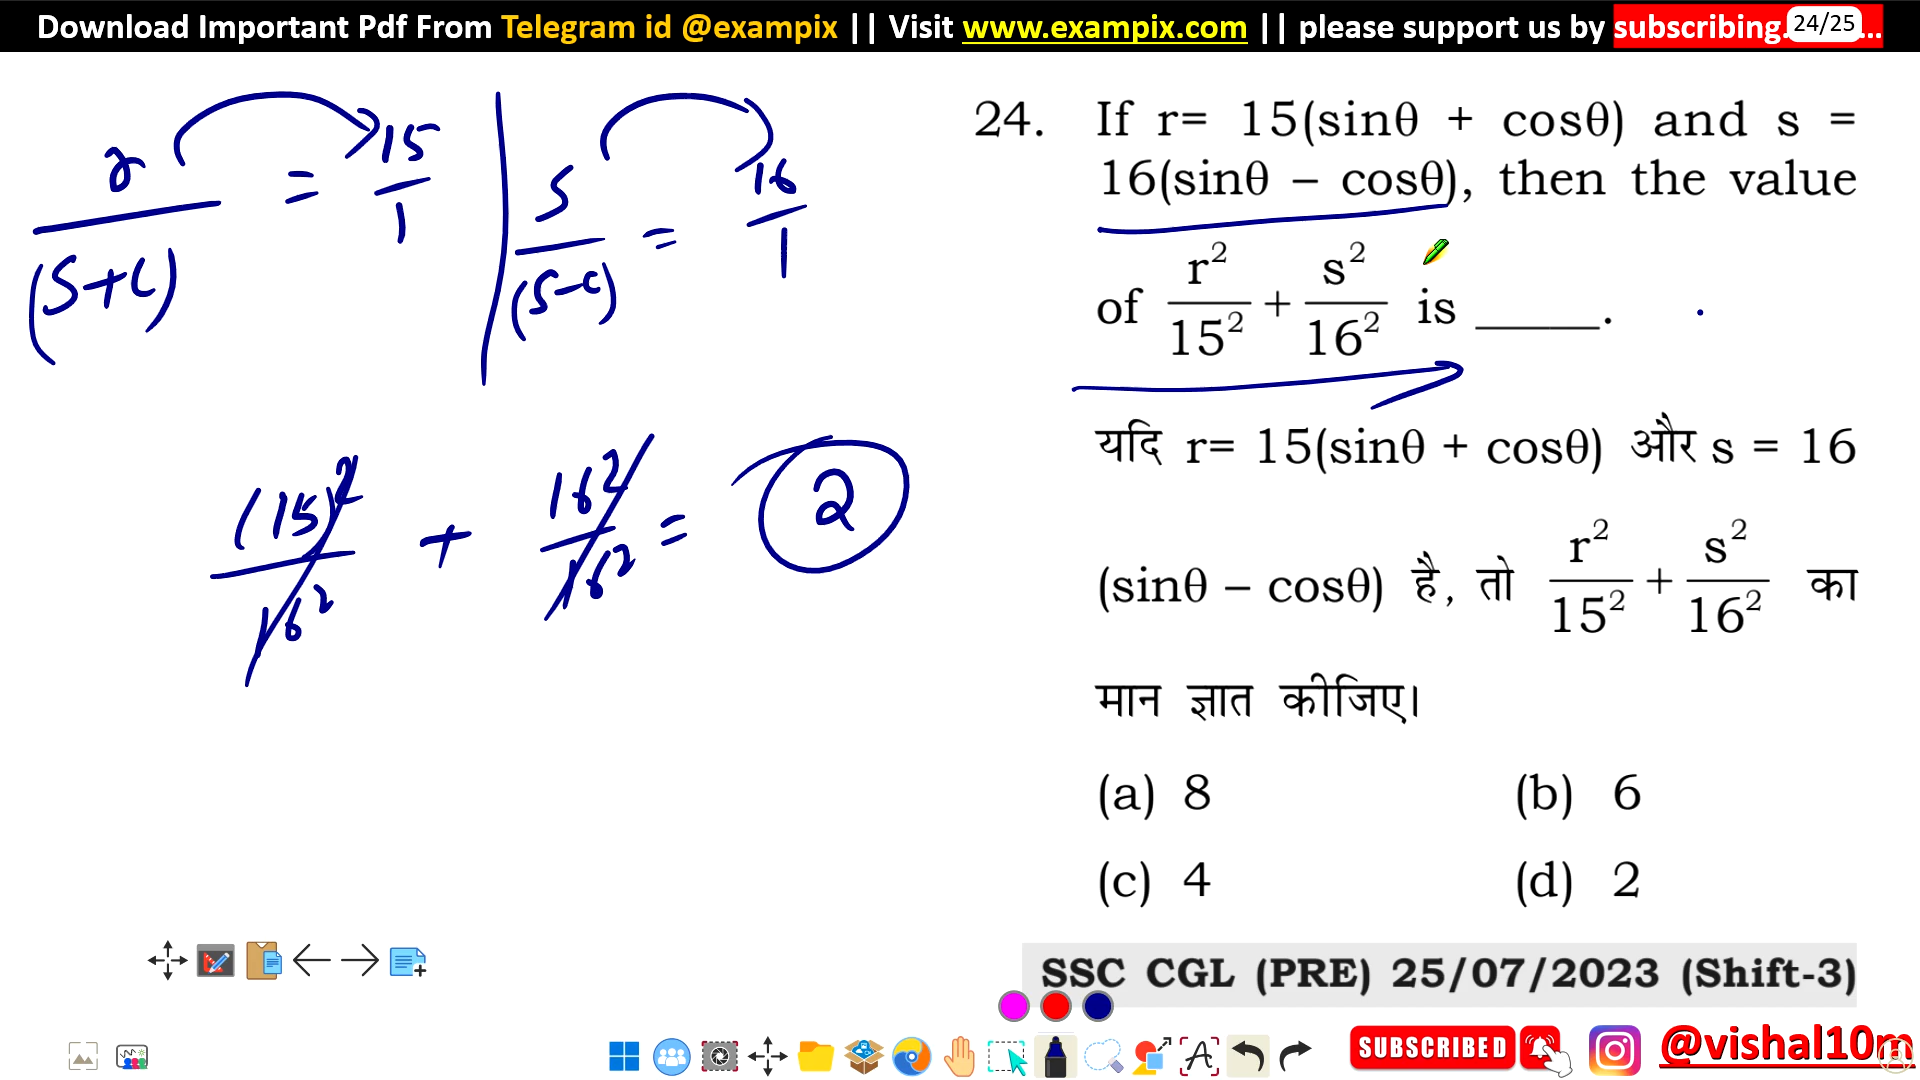 Download Important Pdf From Telegram id @exampix || Visit www.exampix.com || please support us by subscribing. 24/25 ...
r/(S+C) = 15/1 | S/(S-C) = 16/1
(15)²/16² + 16²/16² = 2
24. If r= 15(sinθ + cosθ) and s =
16(sinθ – cosθ), then the value
of r²/15² + s²/16² is _____.
यदि r= 15(sinθ + cosθ) और s = 16
(sinθ – cosθ) है, तो r²/15² + s²/16² का
मान ज्ञात कीजिए।
(a) 8 (b) 6
(c) 4 (d) 2
SSC CGL (PRE) 25/07/2023 (Shift-3)
SUBSCRIBED @vishal10m